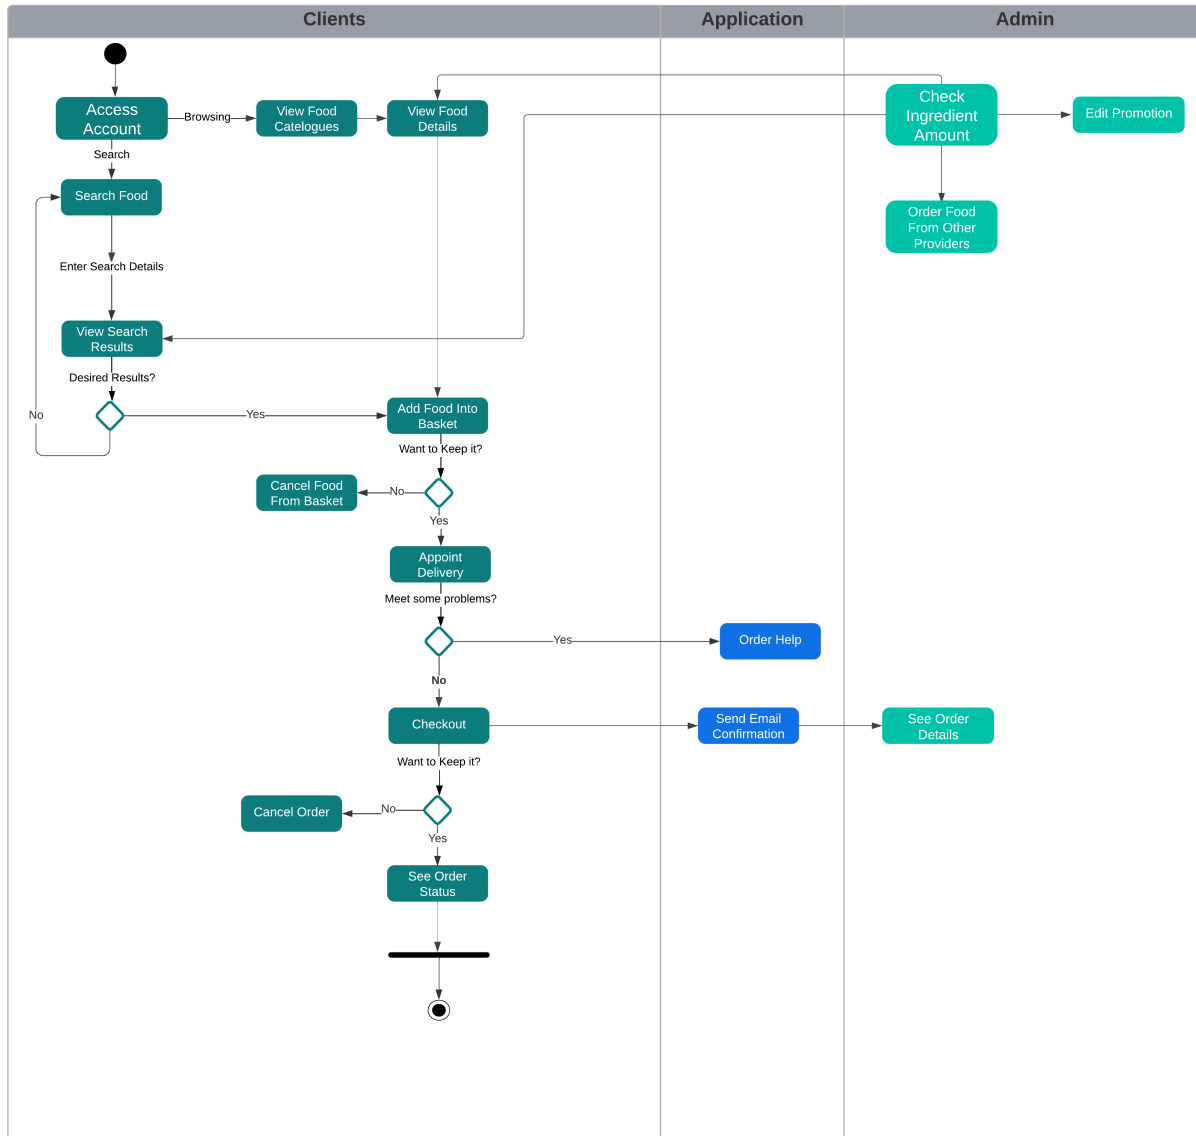 Clients
Application
Admin
Access
Account
Browsing
View Food
Catelogues
View Food
Details
Check
Ingredient
Amount
Edit Promotion
Search
Search Food
Order Food
From Other
Providers
Enter Search Details
View Search
Results
Desired Results?
No
Yes
Add Food Into
Basket
Want to Keep it?
Cancel Food
From Basket
No
Yes
Appoint
Delivery
Meet some problems?
Yes
Order Help
No
Checkout
Send Email
Confirmation
See Order
Details
Want to Keep it?
Cancel Order
No
Yes
See Order
Status